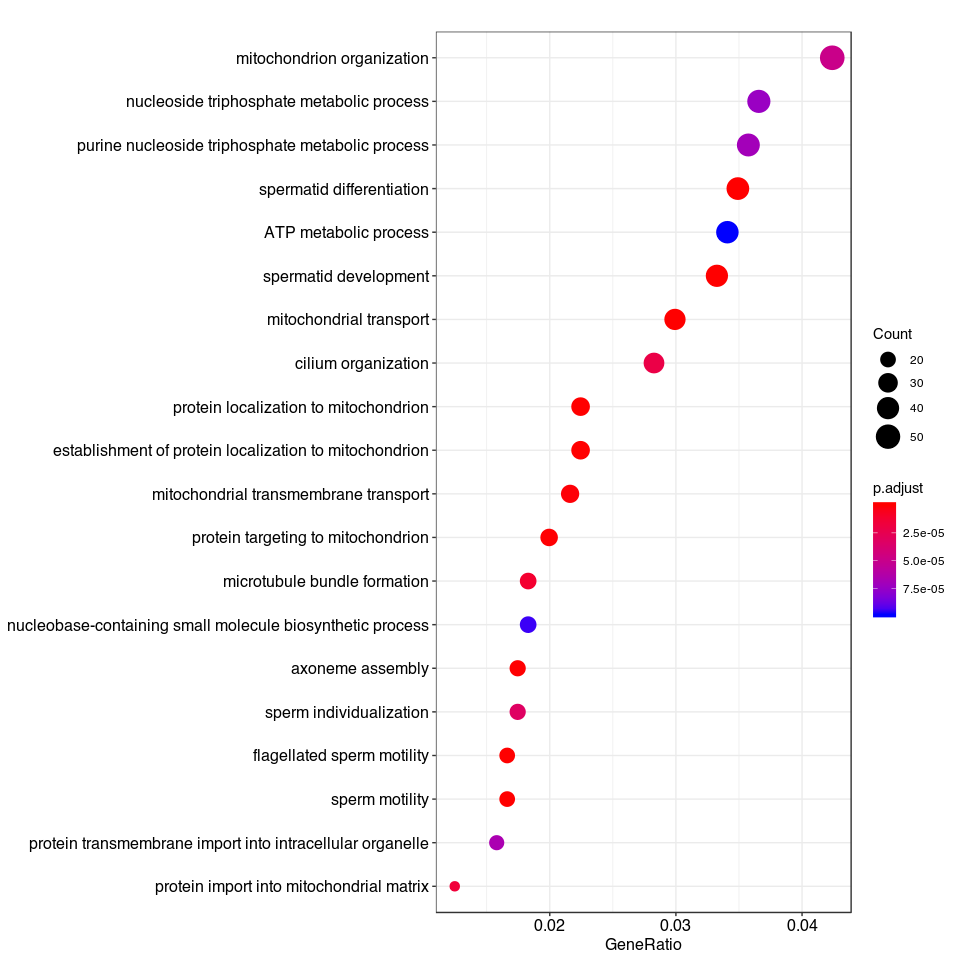 mitochondrion organization
nucleoside triphosphate metabolic process
purine nucleoside triphosphate metabolic process
spermatid differentiation
ATP metabolic process
spermatid development
mitochondrial transport
cilium organization
protein localization to mitochondrion
establishment of protein localization to mitochondrion
mitochondrial transmembrane transport
protein targeting to mitochondrion
microtubule bundle formation
nucleobase-containing small molecule biosynthetic process
axoneme assembly
sperm individualization
flagellated sperm motility
sperm motility
protein transmembrane import into intracellular organelle
protein import into mitochondrial matrix
0.02 0.03 0.04
GeneRatio
Count
20
30
40
50
p.adjust
2.5e-05
5.0e-05
7.5e-05